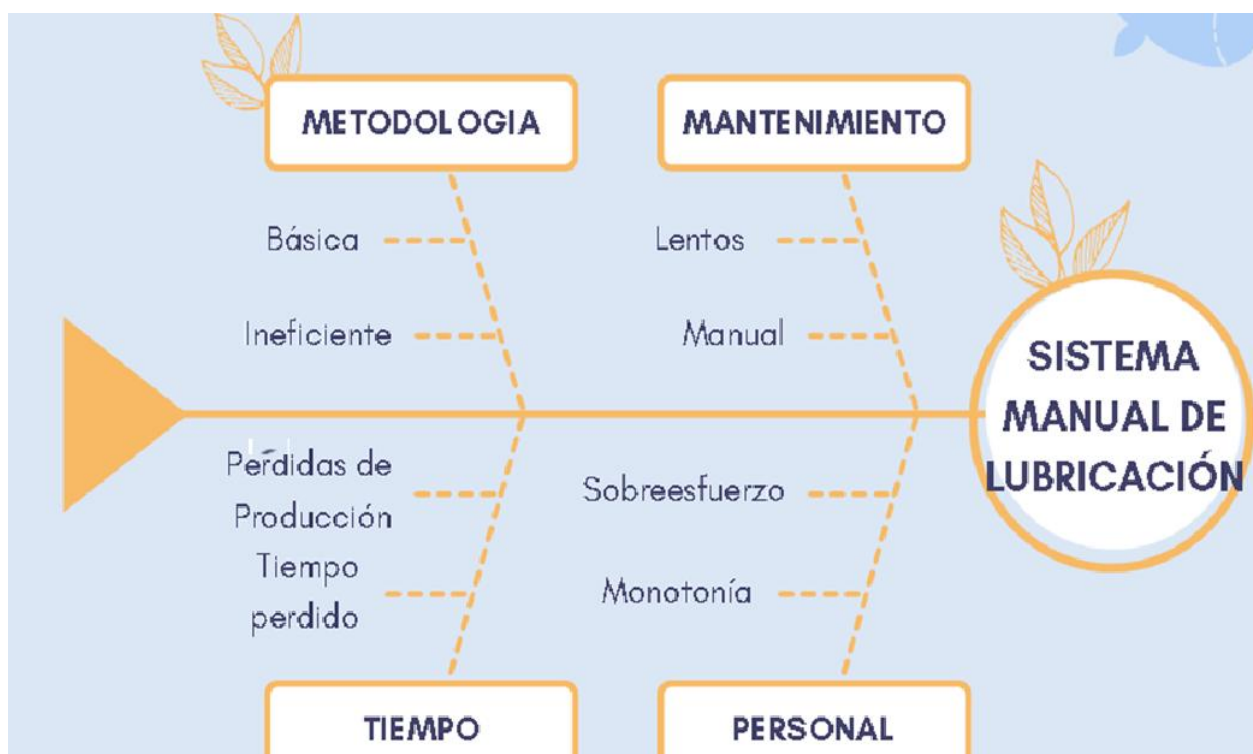 METODOLOGIA
MANTENIMIENTO
Básica
Lentos
Ineficiente
Manual
SISTEMA
MANUAL DE
LUBRICACIÓN
Pérdidas de
Producción
Sobreesfuerzo
Tiempo
perdido
Monotonía
TIEMPO
PERSONAL